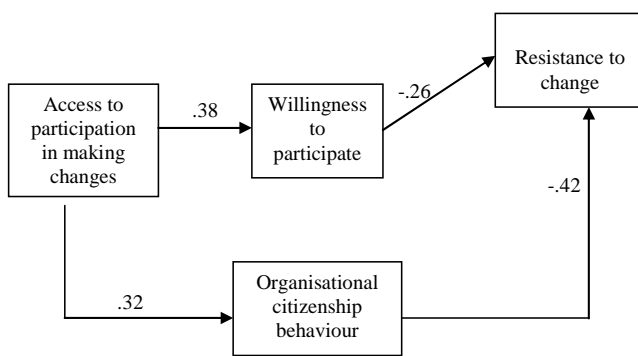 Resistance to
change
Access to
participation
in making
changes
.38
Willingness
to
participate
-.26
-.42
.32
Organisational
citizenship
behaviour